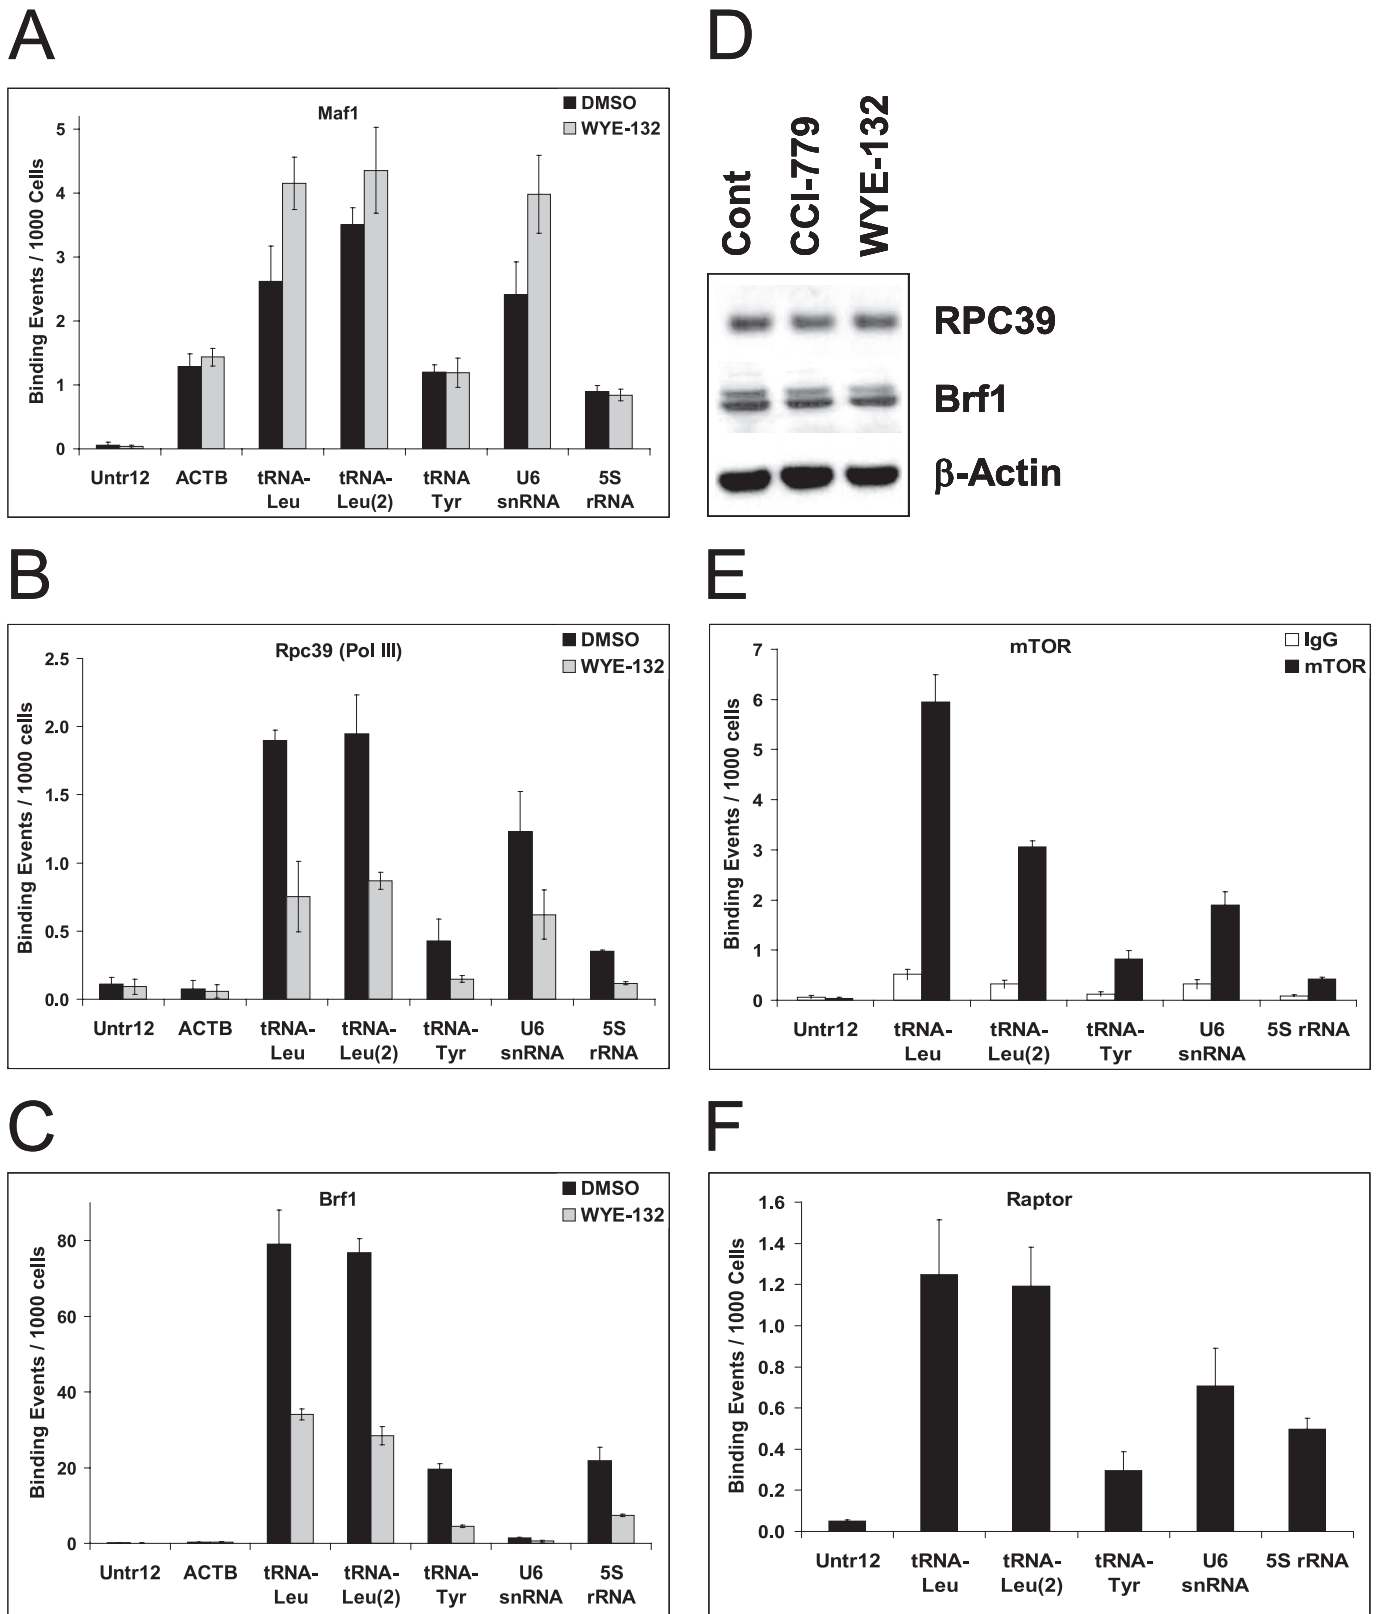 A
Maf1
DMSO
WYE-132
Binding Events / 1000 Cells
5
4
3
2
1
0
Untr12 ACTB tRNA- tRNA- tRNA U6 5S
Leu Leu(2) Tyr snRNA rRNA
B
Rpc39 (Pol III)
DMSO
WYE-132
Binding Events / 1000 cells
2.5
2.0
1.5
1.0
0.5
0.0
Untr12 ACTB tRNA- tRNA- tRNA- U6 5S
Leu Leu(2) Tyr snRNA rRNA
C
Brf1
DMSO
WYE-132
Binding Events / 1000 cells
80
60
40
20
0
Untr12 ACTB tRNA- tRNA- tRNA- U6 5S
Leu Leu(2) Tyr snRNA rRNA
D
Cont
CCI-779
WYE-132
RPC39
Brf1
β-Actin
E
mTOR
IgG
mTOR
Binding Events / 1000 cells
7
6
5
4
3
2
1
0
Untr12 tRNA- tRNA- tRNA- U6 5S rRNA
Leu Leu(2) Tyr snRNA
F
Raptor
Binding Events / 1000 Cells
1.6
1.4
1.2
1.0
0.8
0.6
0.4
0.2
0.0
Untr12 tRNA- tRNA- tRNA- U6 5S rRNA
Leu Leu(2) Tyr snRNA